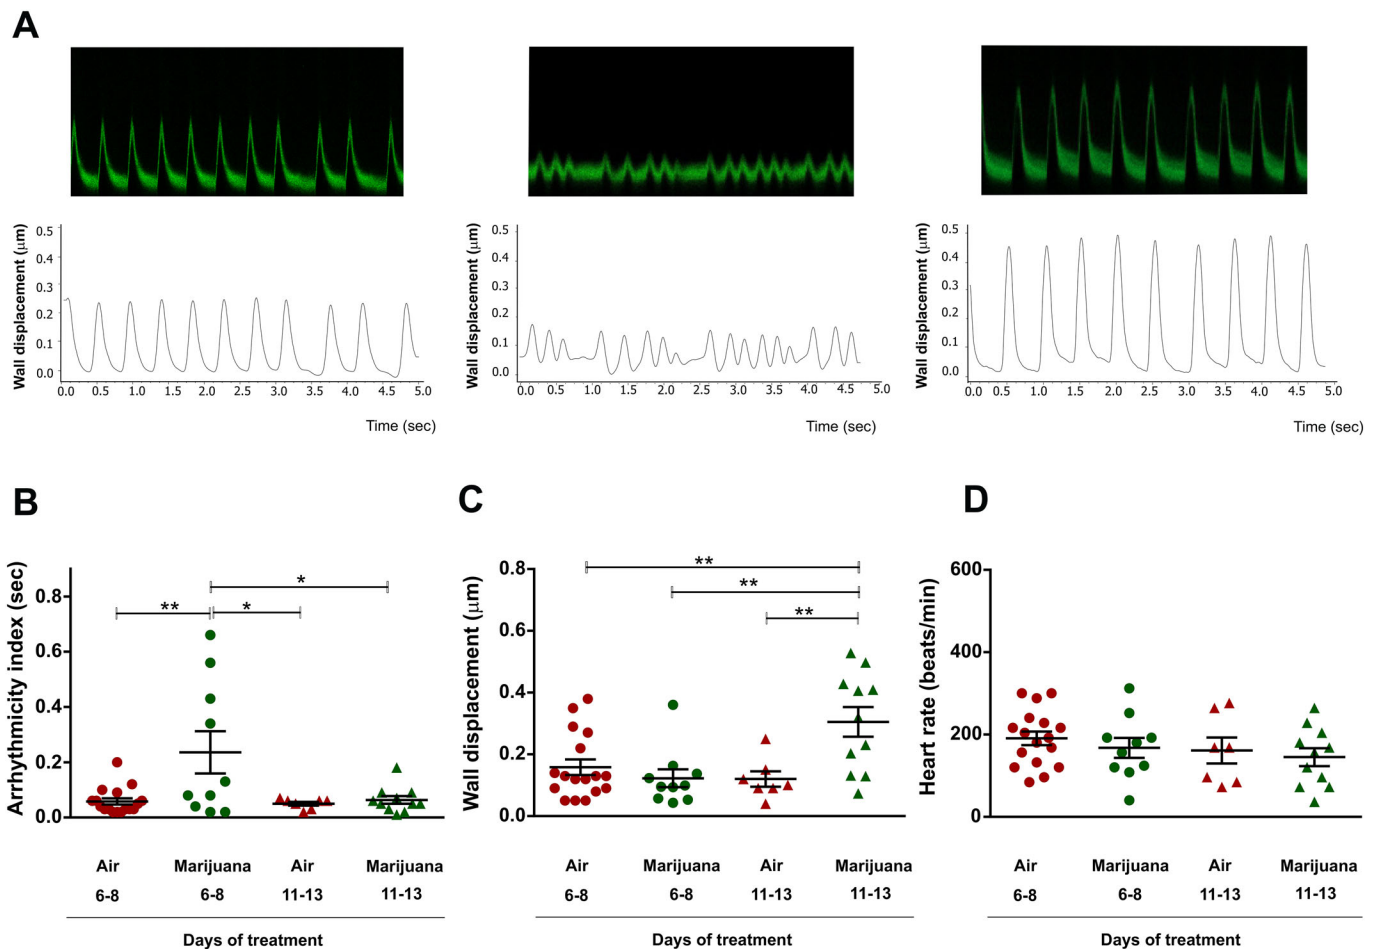 A
Wall displacement (μm)
0.5
0.4
0.3
0.2
0.1
0.0
0.0 0.5 1.0 1.5 2.0 2.5 3.0 3.5 4.0 4.5 5.0
Time (sec)
Wall displacement (μm)
0.5
0.4
0.3
0.2
0.1
0.0
0.0 0.5 1.0 1.5 2.0 2.5 3.0 3.5 4.0 4.5 5.0
Time (sec)
Wall displacement (μm)
0.5
0.4
0.3
0.2
0.1
0.0
0.0 0.5 1.0 1.5 2.0 2.5 3.0 3.5 4.0 4.5 5.0
Time (sec)
B
Arrhythmicity index (sec)
0.8
0.6
0.4
0.2
0.0
*
** *
Air Marijuana Air Marijuana
6-8 6-8 11-13 11-13
Days of treatment
C
Wall displacement (μm)
0.8
0.6
0.4
0.2
0.0
**
**
**
Air Marijuana Air Marijuana
6-8 6-8 11-13 11-13
Days of treatment
D
Heart rate (beats/min)
600
400
200
0
Air Marijuana Air Marijuana
6-8 6-8 11-13 11-13
Days of treatment